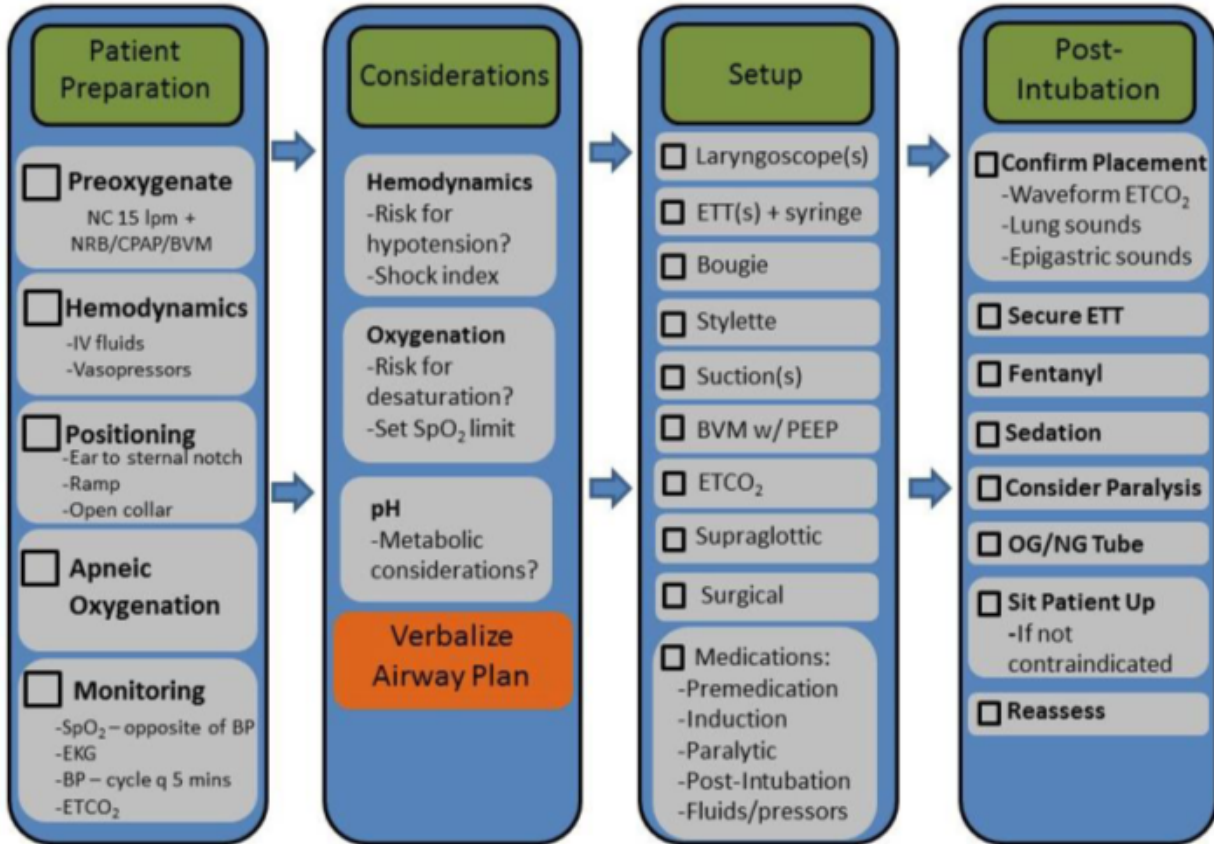 Patient
Preparation
Preoxygenate
NC 15 lpm +
NRB/CPAP/BVM
Hemodynamics
-IV fluids
-Vasopressors
Positioning
-Ear to sternal notch
-Ramp
-Open collar
Apneic
Oxygenation
Monitoring
-SpO₂ – opposite of BP
-EKG
-BP – cycle q 5 mins
-ETCO₂
Considerations
Hemodynamics
-Risk for
hypotension?
-Shock index
Oxygenation
-Risk for
desaturation?
-Set SpO₂ limit
pH
-Metabolic
considerations?
Verbalize
Airway Plan
Setup
Laryngoscope(s)
ETT(s) + syringe
Bougie
Stylette
Suction(s)
BVM w/ PEEP
ETCO₂
Supraglottic
Surgical
Medications:
-Premedication
-Induction
-Paralytic
-Post-Intubation
-Fluids/pressors
Post-
Intubation
Confirm Placement
-Waveform ETCO₂
-Lung sounds
-Epigastric sounds
Secure ETT
Fentanyl
Sedation
Consider Paralysis
OG/NG Tube
Sit Patient Up
-If not
contraindicated
Reassess